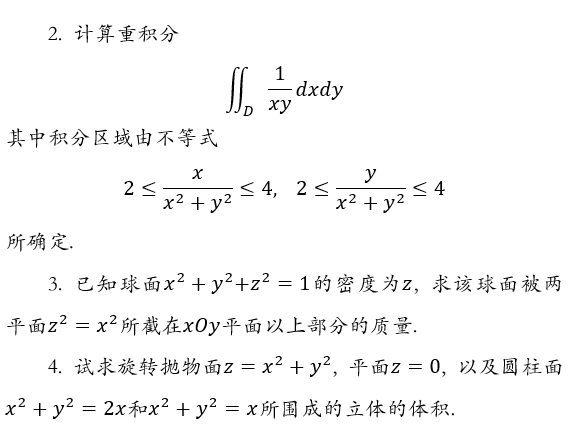 2. 计算重积分
∬_D 1/(xy) dxdy
其中积分区域由不等式
2 ≤ x/(x² + y²) ≤ 4, 2 ≤ y/(x² + y²) ≤ 4
所确定.
3. 已知球面x² + y²+z² = 1的密度为z, 求该球面被两
平面z² = x²所截在xOy平面以上部分的质量.
4. 试求旋转抛物面z = x² + y², 平面z = 0, 以及圆柱面
x² + y² = 2x和x² + y² = x所围成的立体的体积.